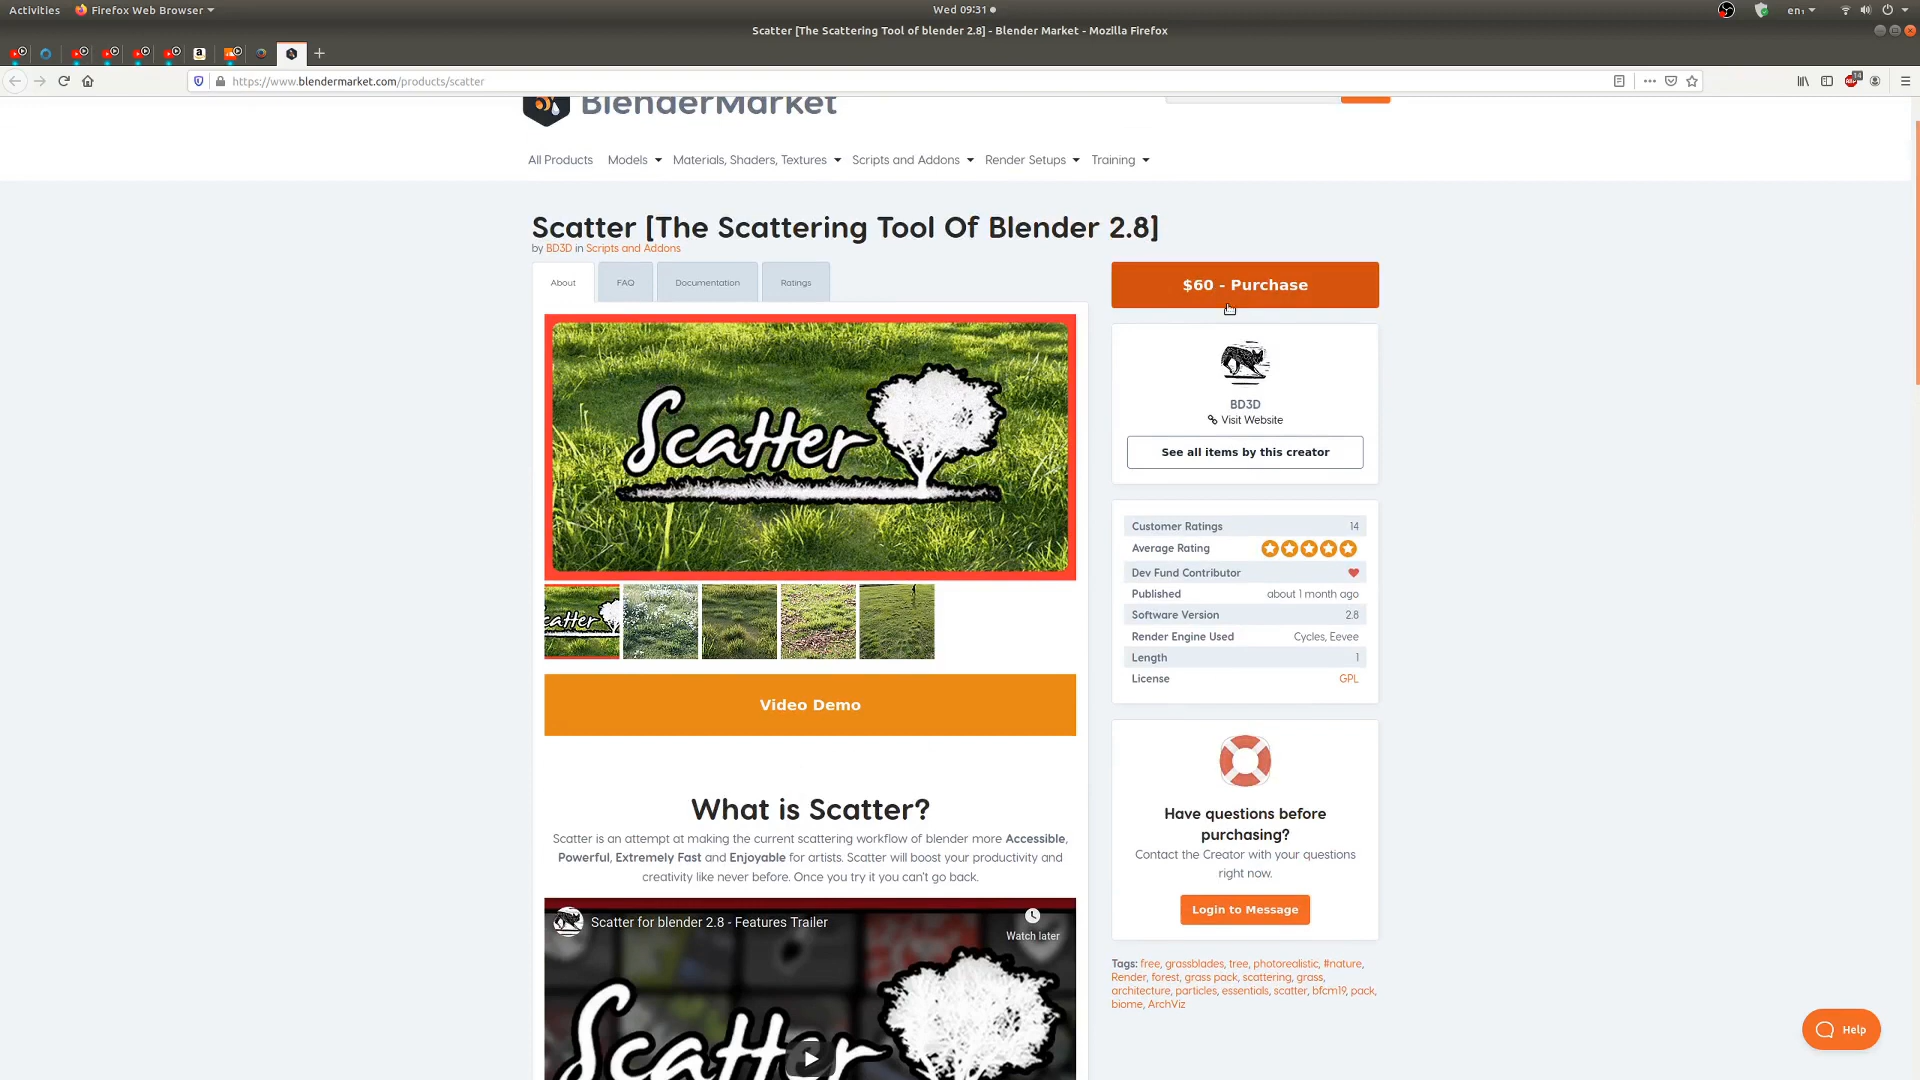 Activities Firefox Web Browser Wed 09:31 en₁
Scatter [The Scattering Tool of blender 2.8] - Blender Market - Mozilla Firefox
https://www.blendermarket.com/products/scatter 14
BlenderMarket
All Products Models Materials, Shaders, Textures Scripts and Addons Render Setups Training
Scatter [The Scattering Tool Of Blender 2.8]
by BD3D in Scripts and Addons
About FAQ Documentation Ratings
Scatter
catter
Video Demo
What is Scatter?
Scatter is an attempt at making the current scattering workflow of blender more Accessible,
Powerful, Extremely Fast and Enjoyable for artists. Scatter will boost your productivity and
creativity like never before. Once you try it you can't go back.
Scatter for blender 2.8 - Features Trailer
Watch later
Scatter
$60 - Purchase
BD3D
Visit Website
See all items by this creator
Customer Ratings 14
Average Rating
Dev Fund Contributor
Published about 1 month ago
Software Version 2.8
Render Engine Used Cycles, Eevee
Length 1
License GPL
Have questions before
purchasing?
Contact the Creator with your questions
right now.
Login to Message
Tags: free, grassblades, tree, photorealistic, #nature,
Render, forest, grass pack, scattering, grass,
architecture, particles, essentials, scatter, bfcm19, pack,
biome, ArchViz
Help